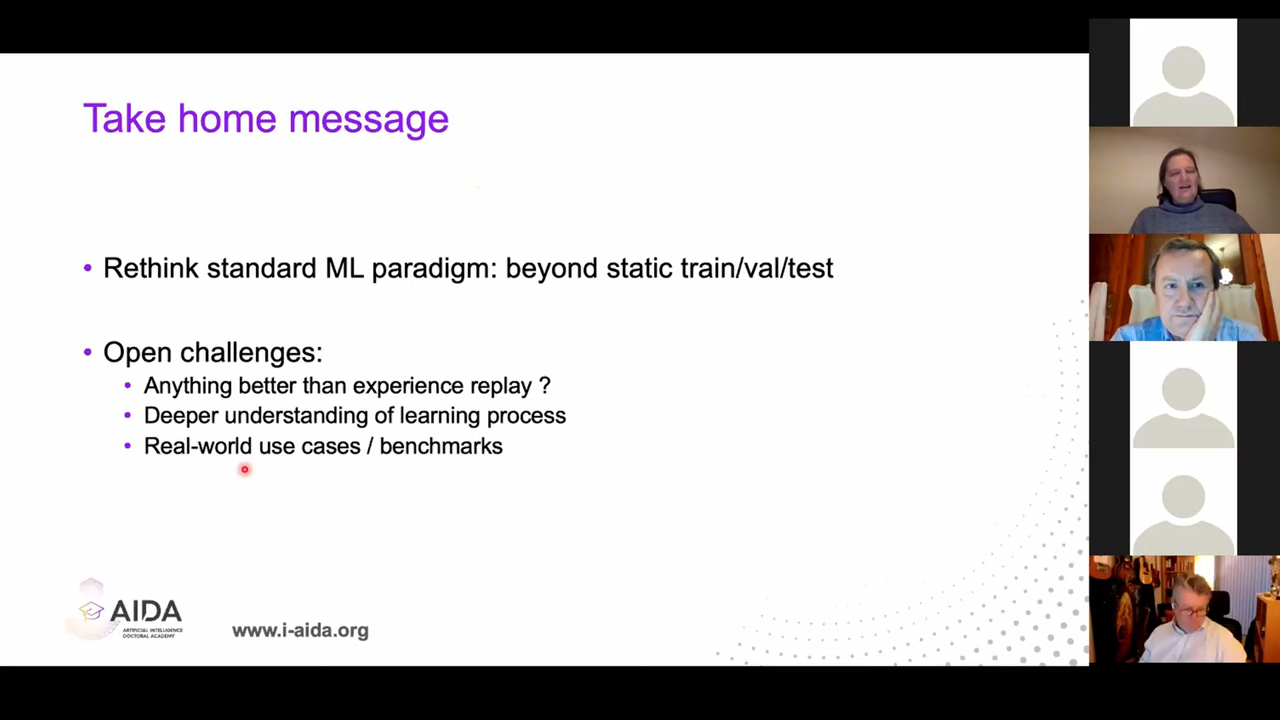 Take home message
• Rethink standard ML paradigm: beyond static train/val/test
• Open challenges:
• Anything better than experience replay ?
• Deeper understanding of learning process
• Real-world use cases / benchmarks
AIDA
ARTIFICIAL INTELLIGENCE
DOCTORAL ACADEMY
www.i-aida.org